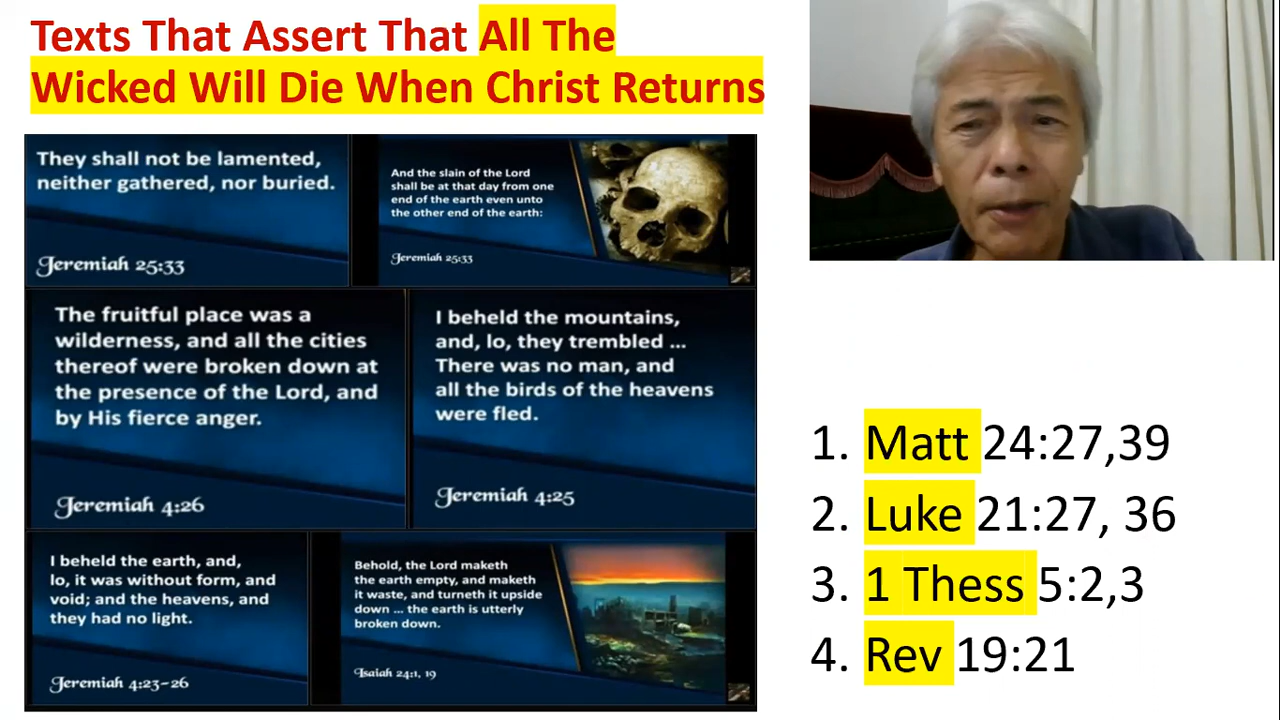 Texts That Assert That All The
Wicked Will Die When Christ Returns
They shall not be lamented,
neither gathered, nor buried.
Jeremiah 25:33
And the slain of the Lord
shall be at that day from one
end of the earth even unto
the other end of the earth:
Jeremiah 25:33
The fruitful place was a
wilderness, and all the cities
thereof were broken down at
the presence of the Lord, and
by His fierce anger.
Jeremiah 4:26
I beheld the mountains,
and, lo, they trembled ...
There was no man, and
all the birds of the heavens
were fled.
Jeremiah 4:25
I beheld the earth, and,
lo, it was without form, and
void; and the heavens, and
they had no light.
Jeremiah 4:23-26
Behold, the Lord maketh
the earth empty, and maketh
it waste, and turneth it upside
down ... the earth is utterly
broken down.
Isaiah 24:1, 19
1. Matt 24:27,39
2. Luke 21:27, 36
3. 1 Thess 5:2,3
4. Rev 19:21